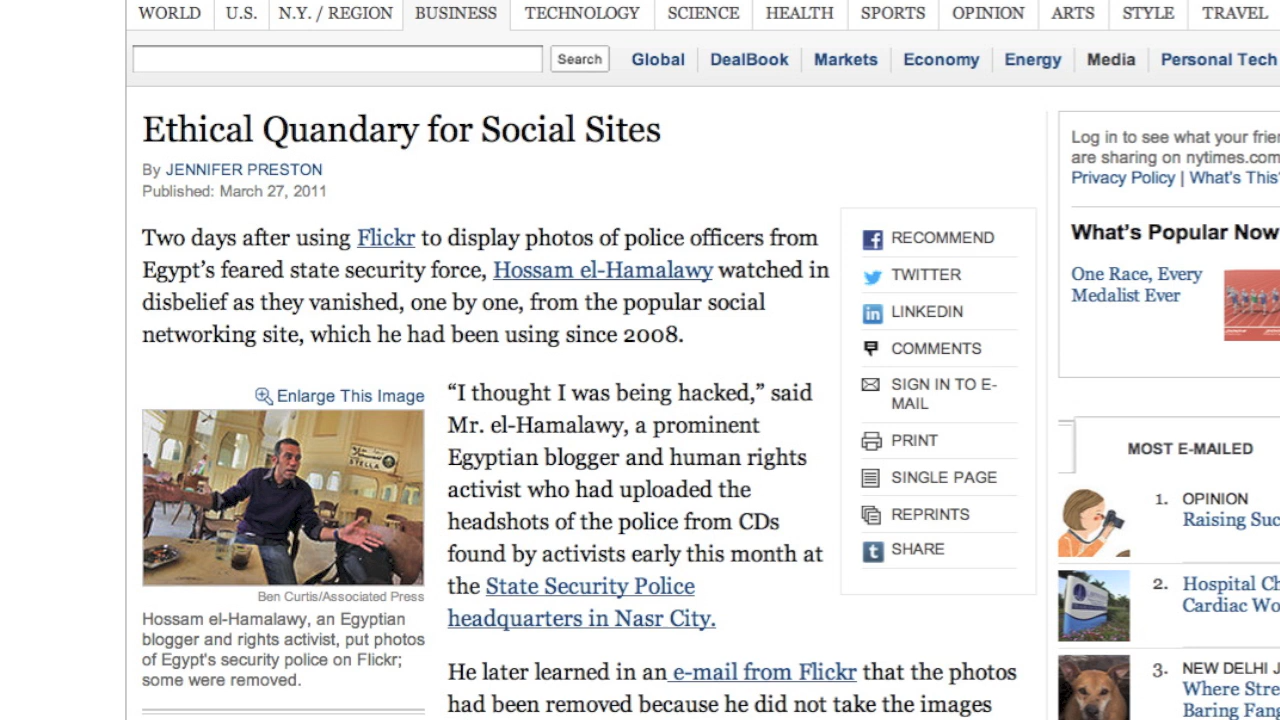 WORLD U.S. N.Y. / REGION BUSINESS TECHNOLOGY SCIENCE HEALTH SPORTS OPINION ARTS STYLE TRAVEL
Search Global DealBook Markets Economy Energy Media Personal Tech
Ethical Quandary for Social Sites
By JENNIFER PRESTON
Published: March 27, 2011
Two days after using Flickr to display photos of police officers from
Egypt’s feared state security force, Hossam el-Hamalawy watched in
disbelief as they vanished, one by one, from the popular social
networking site, which he had been using since 2008.
Enlarge This Image
STELLA
Ben Curtis/Associated Press
Hossam el-Hamalawy, an Egyptian
blogger and rights activist, put photos
of Egypt's security police on Flickr;
some were removed.
“I thought I was being hacked,” said
Mr. el-Hamalawy, a prominent
Egyptian blogger and human rights
activist who had uploaded the
headshots of the police from CDs
found by activists early this month at
the State Security Police
headquarters in Nasr City.
He later learned in an e-mail from Flickr that the photos
had been removed because he did not take the images
RECOMMEND
TWITTER
LINKEDIN
COMMENTS
SIGN IN TO E-
MAIL
PRINT
SINGLE PAGE
REPRINTS
SHARE
Log in to see what your frie
are sharing on nytimes.com
Privacy Policy | What's This?
What’s Popular Now
One Race, Every
Medalist Ever
MOST E-MAILED
1. OPINION
Raising Suc
2. Hospital Ch
Cardiac Wo
3. NEW DELHI J
Where Stre
Baring Fang